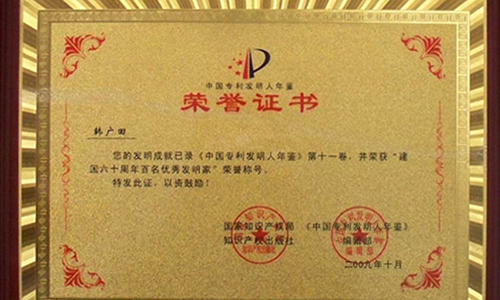 中国专利发明人年鉴
荣誉证书
韩广田
您的发明成就已录《中国专利发明人年鉴》第十一卷，并荣获“建
国六十周年百名优秀发明家”荣誉称号。
特发此证，以资鼓励！
国家知识产权局 《中国专利发明人年鉴》
知识产权出版社 编辑部
二00九年十月